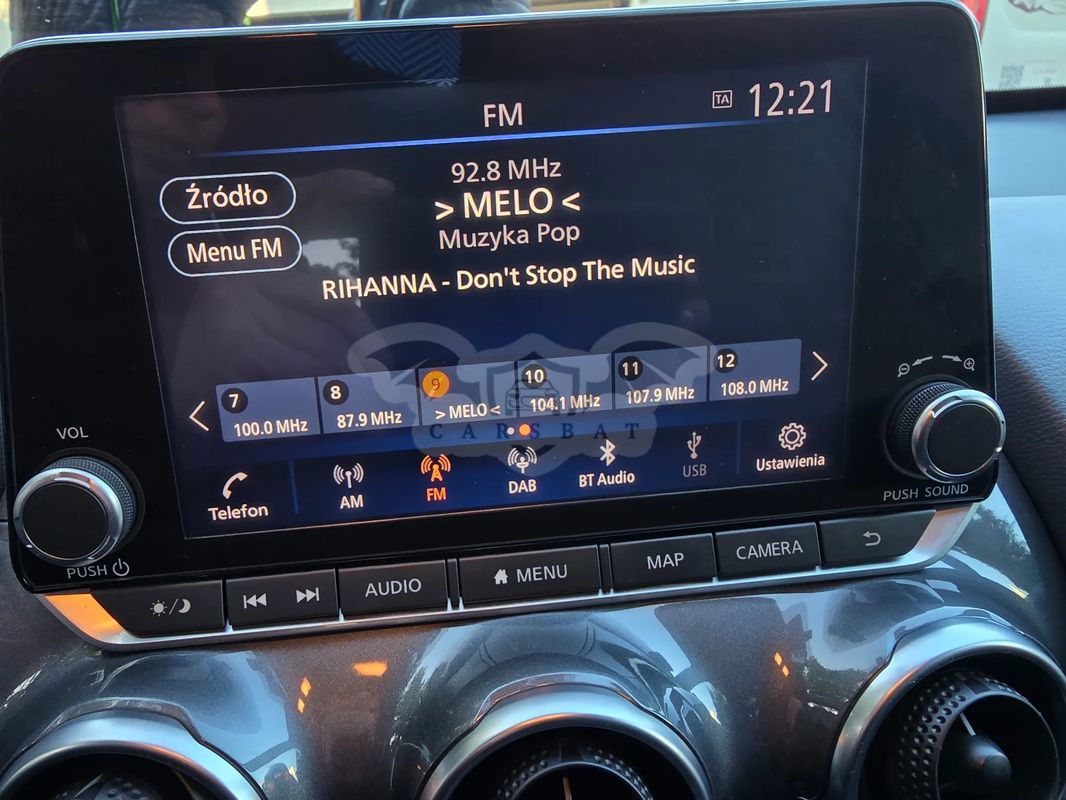 FM
TA 12:21
92.8 MHz
Źródło
> MELO <
Menu FM
Muzyka Pop
RIHANNA - Don't Stop The Music
7 8 9 10 11 12
100.0 MHz 87.9 MHz > MELO < 104.1 MHz 107.9 MHz 108.0 MHz
CARSBAT
Telefon AM FM DAB BT Audio USB Ustawienia
VOL
PUSH
PUSH SOUND
AUDIO MENU MAP CAMERA